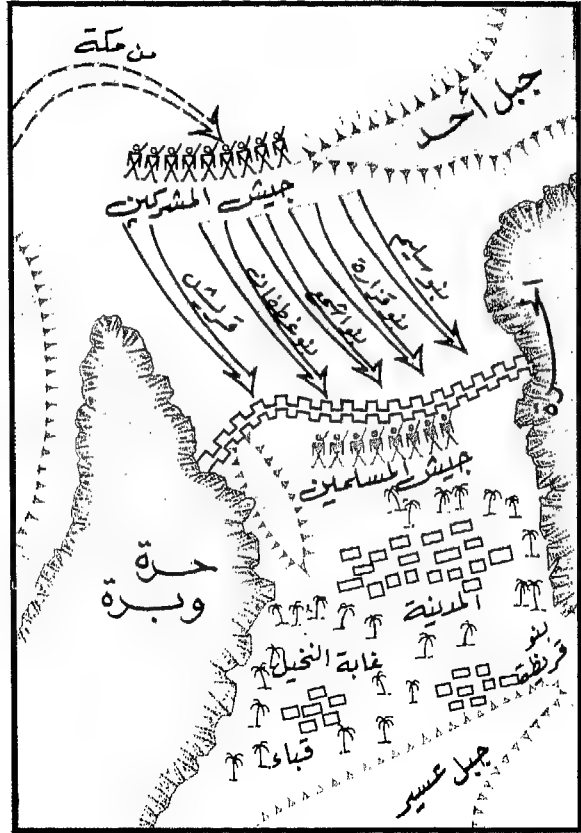 من مكة
جبل أحد
جيش المشركين
قريش
بنو غطفان
بنو اشجع
بنو فزارة
بنو سليم
جيش المسلمين
حرة
وبرة
المدينة
بنو
قريظة
غابة النخيل
قباء
جبل عسير